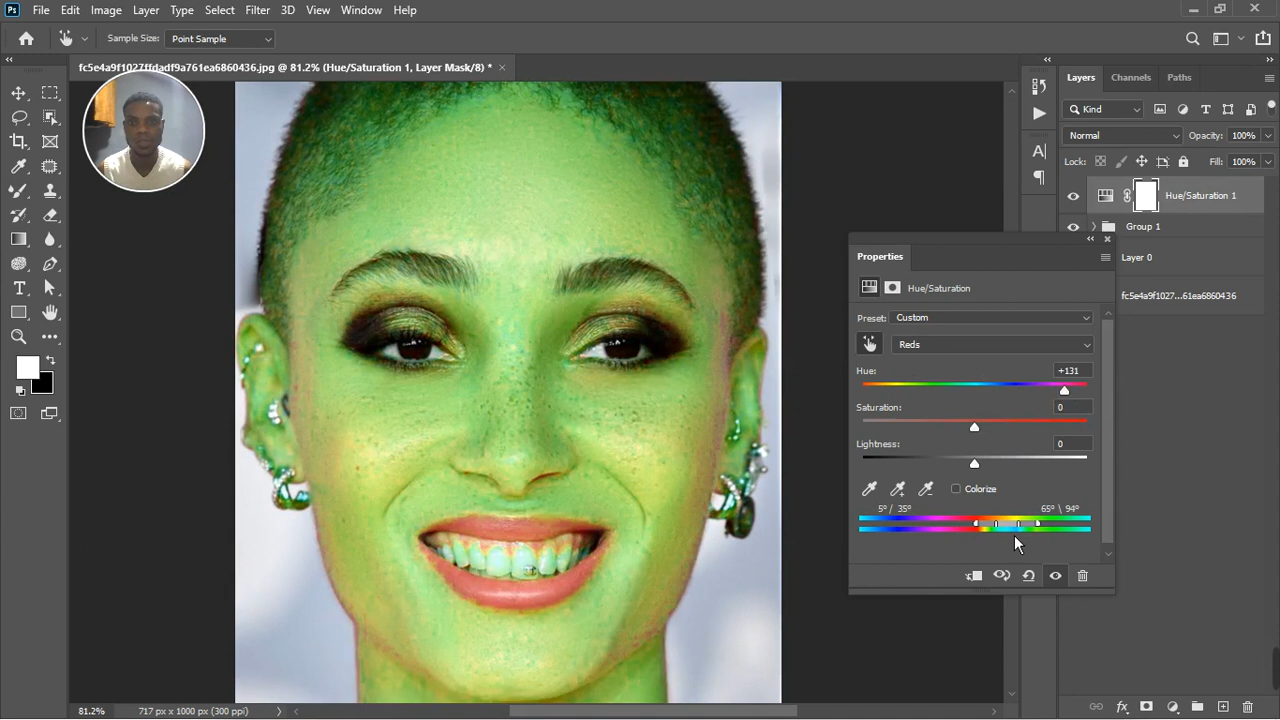 Ps File Edit Image Layer Type Select Filter 3D View Window Help
Sample Size: Point Sample
fc5e4a9f1027ffdadf9a761ea6860436.jpg @ 81.2% (Hue/Saturation 1, Layer Mask/8) *
Layers Channels Paths
Kind
Normal Opacity: 100%
Lock: Fill: 100%
Hue/Saturation 1
Group 1
Layer 0
fc5e4a9f1027...61ea6860436
Properties
Hue/Saturation
Preset: Custom
Reds
Hue: +131
Saturation: 0
Lightness: 0
Colorize
5°/ 35° 65°\ 94°
81.2% 717 px x 1000 px (300 ppi)